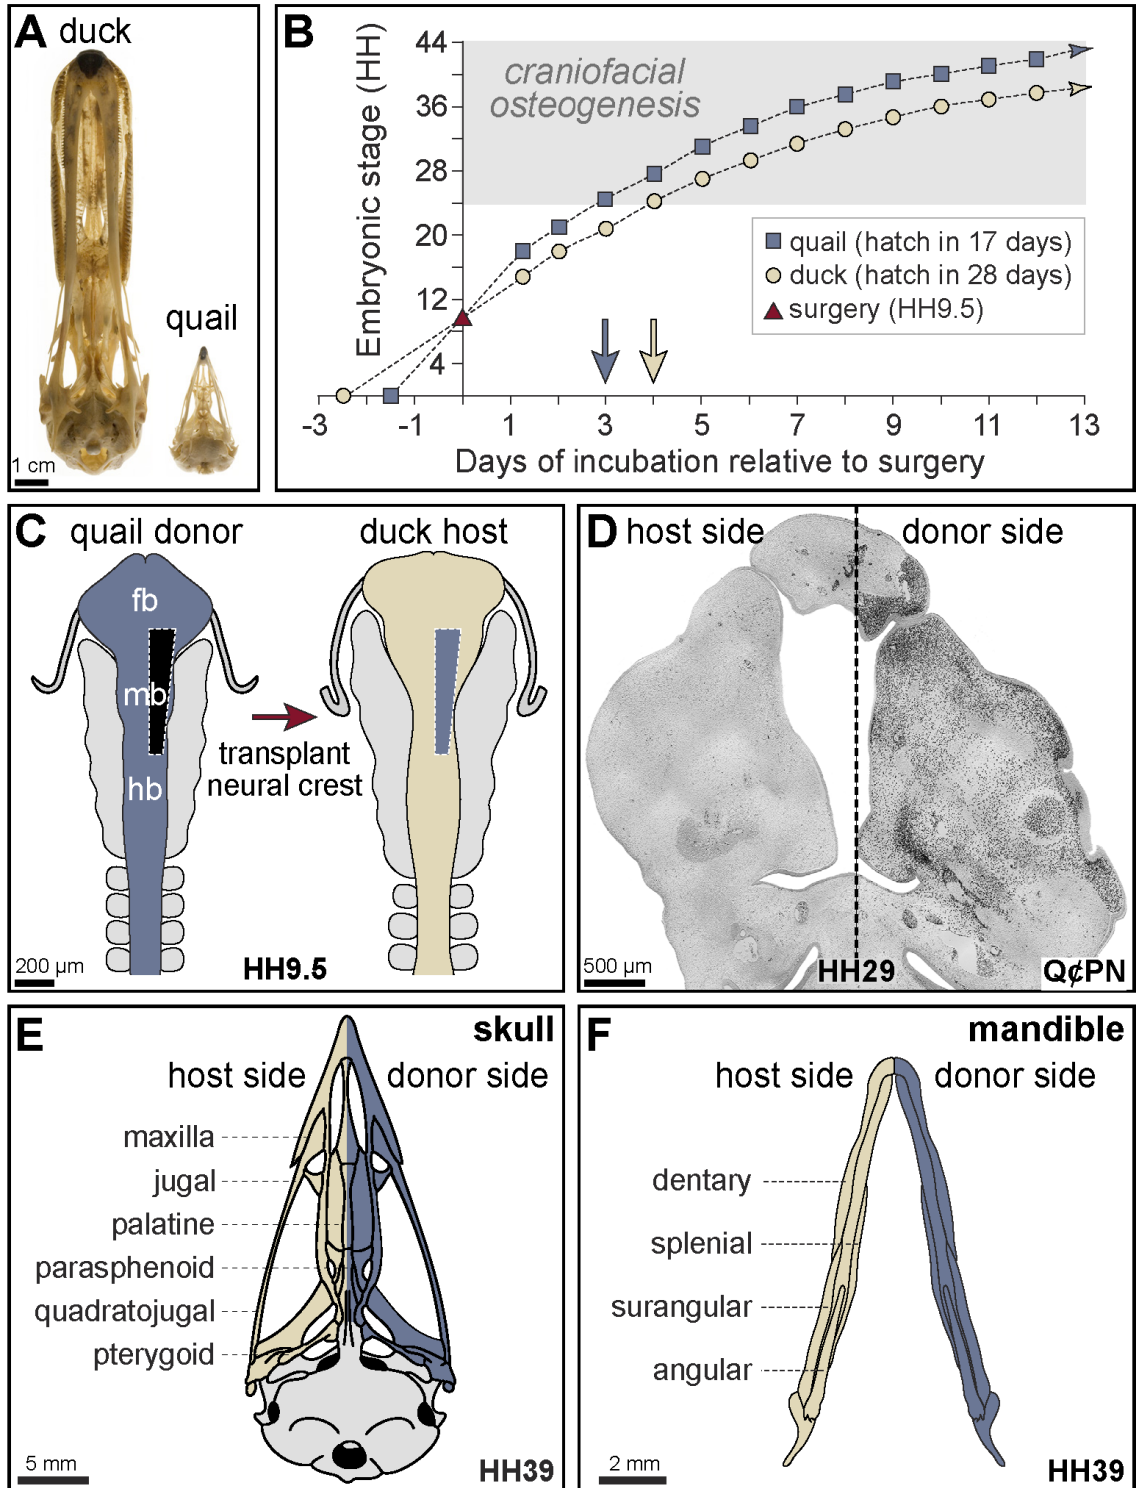 A
duck
quail
1 cm
B
Embryonic stage (HH)
44
36
28
20
12
4
craniofacial
osteogenesis
quail (hatch in 17 days)
duck (hatch in 28 days)
surgery (HH9.5)
-3
-1
1
3
5
7
9
11
13
Days of incubation relative to surgery
C
quail donor
duck host
fb
mb
hb
transplant
neural crest
200 µm
HH9.5
D
host side
donor side
500 µm
HH29
Q¢PN
E
skull
host side
donor side
maxilla
jugal
palatine
parasphenoid
quadratojugal
pterygoid
5 mm
HH39
F
mandible
host side
donor side
dentary
splenial
surangular
angular
2 mm
HH39